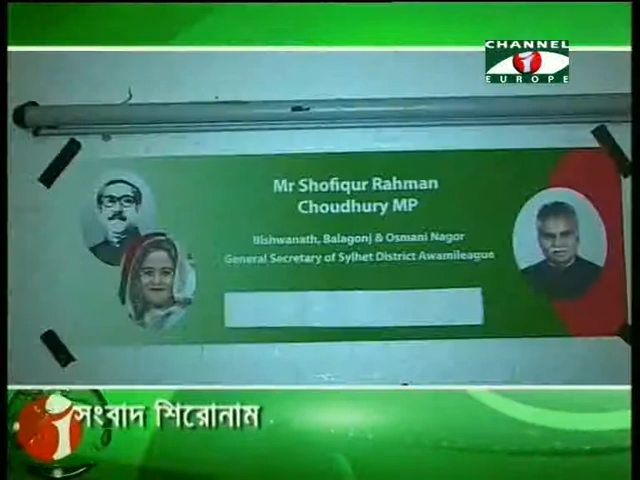 CHANNEL
i
EUROPE
Mr Shofiqur Rahman
Choudhury MP
Bishwanath, Balagonj & Osmani Nagor
General Secretary of Sylhet District Awamileague
i
সংবাদ শিরোনাম